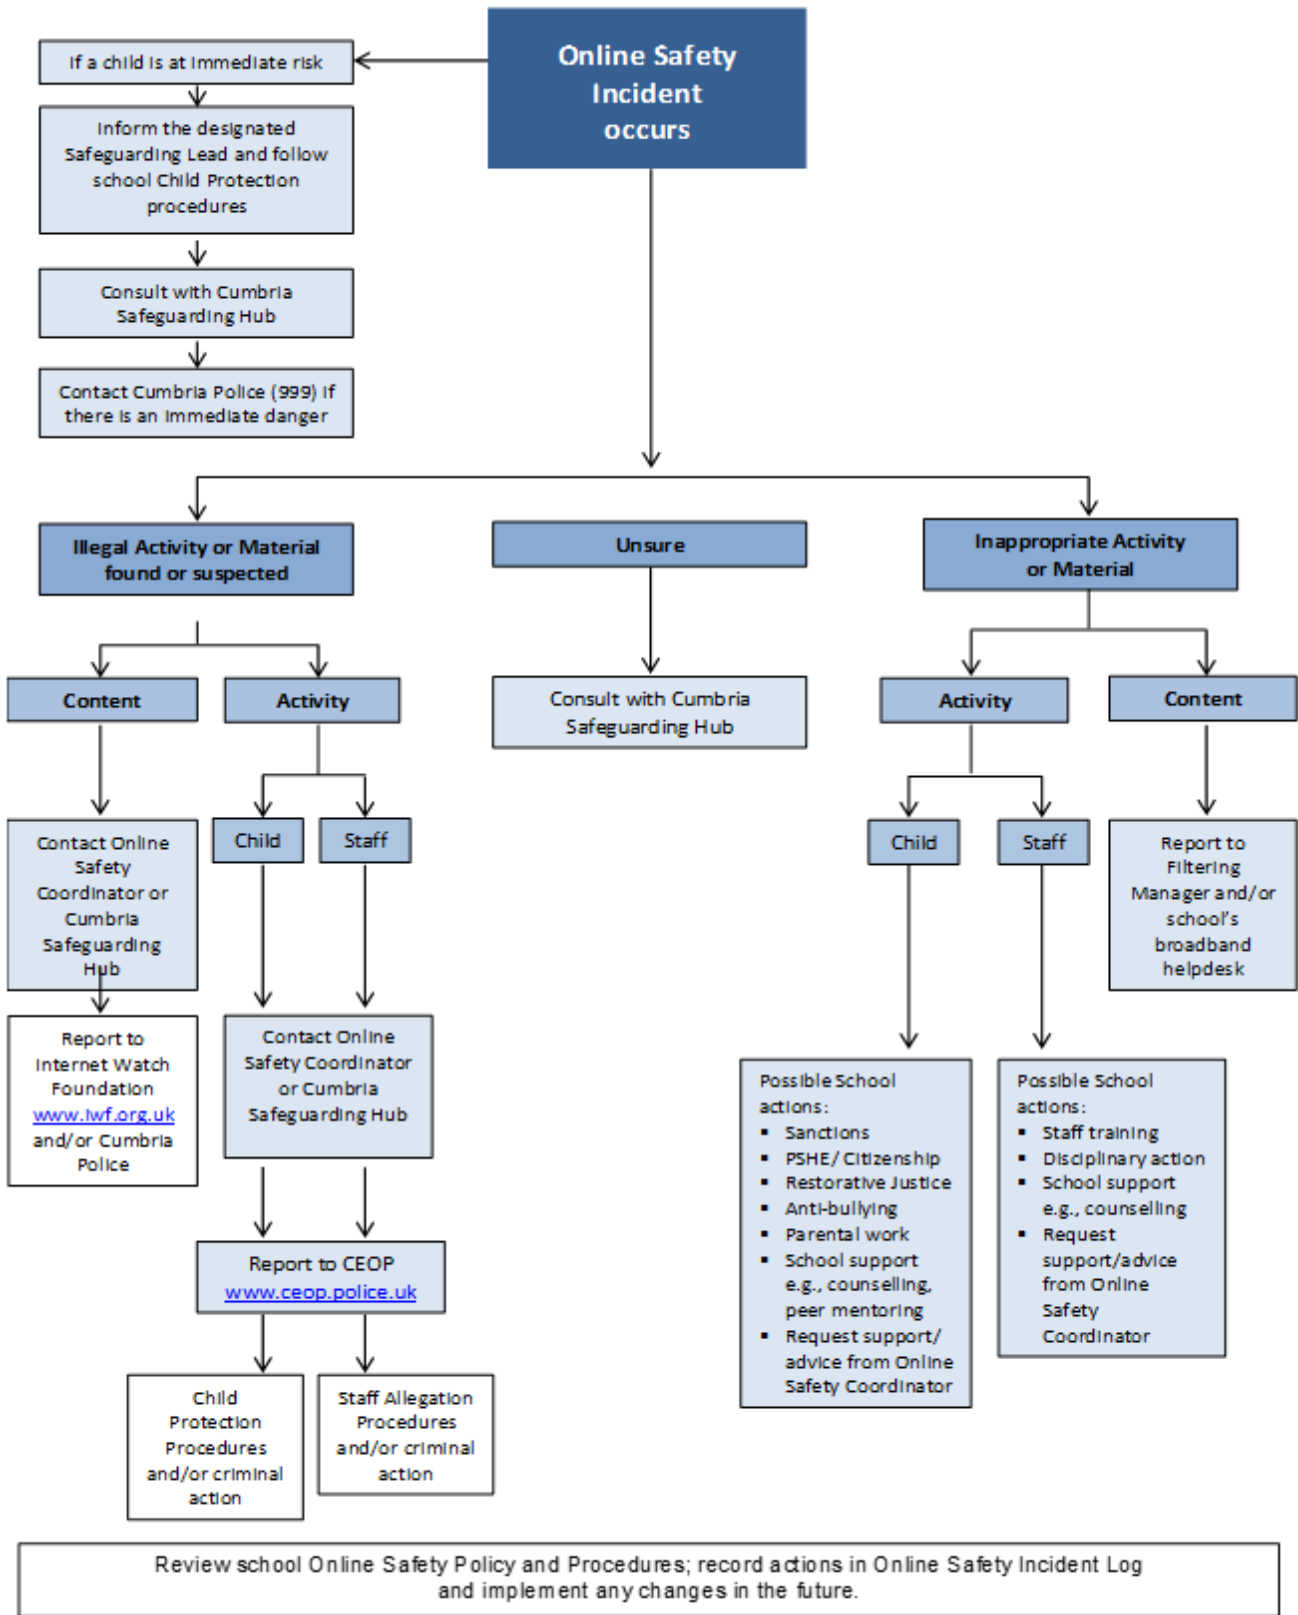 Online Safety
Incident
occurs
If a child is at immediate risk
Inform the designated
Safeguarding Lead and follow
school Child Protection
procedures
Consult with Cumbria
Safeguarding Hub
Contact Cumbria Police (999) if
there is an immediate danger
Illegal Activity or Material
found or suspected
Unsure
Inappropriate Activity
or Material
Content
Activity
Consult with Cumbria
Safeguarding Hub
Activity
Content
Contact Online
Safety
Coordinator or
Cumbria
Safeguarding
Hub
Child
Staff
Child
Staff
Report to
Filtering
Manager and/or
school's
broadband
helpdesk
Report to
Internet Watch
Foundation
www.iwf.org.uk
and/or Cumbria
Police
Contact Online
Safety Coordinator
or Cumbria
Safeguarding Hub
Possible School
actions:
▪ Sanctions
▪ PSHE/ Citizenship
▪ Restorative Justice
▪ Anti-bullying
▪ Parental work
▪ School support
e.g., counselling,
peer mentoring
▪ Request support/
advice from Online
Safety Coordinator
Possible School
actions:
▪ Staff training
▪ Disciplinary action
▪ School support
e.g., counselling
▪ Request
support/advice
from Online
Safety
Coordinator
Report to CEOP
www.ceop.police.uk
Child
Protection
Procedures
and/or criminal
action
Staff Allegation
Procedures
and/or criminal
action
Review school Online Safety Policy and Procedures; record actions in Online Safety Incident Log
and implement any changes in the future.